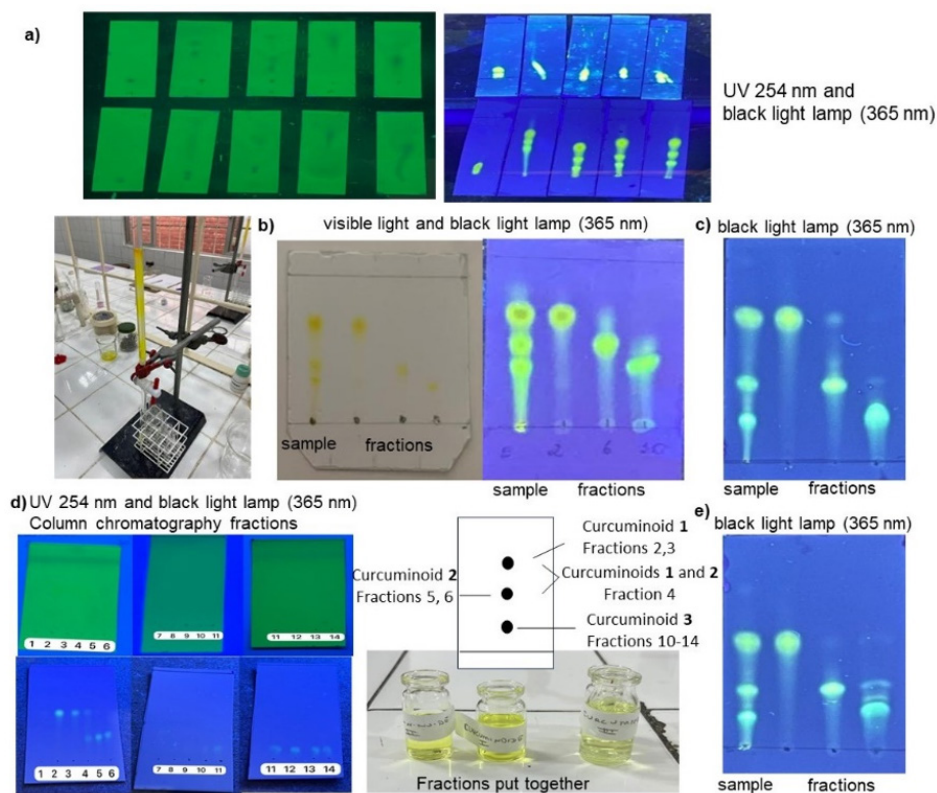 a)
UV 254 nm and
black light lamp (365 nm)
b)
visible light and black light lamp (365 nm)
sample
fractions
2
6
sample
fractions
c)
black light lamp (365 nm)
sample
fractions
d) UV 254 nm and black light lamp (365 nm)
Column chromatography fractions
1 2 3 4 5 6
7 8 9 10 11
11 12 13 14
1 2 3 4 5 6
7 8 9 10 11
11 12 13 14
Curcuminoid 2
Fractions 5, 6
Curcuminoid 1
Fractions 2,3
Curcuminoids 1 and 2
Fraction 4
Curcuminoid 3
Fractions 10-14
Fractions put together
e)
black light lamp (365 nm)
sample
fractions